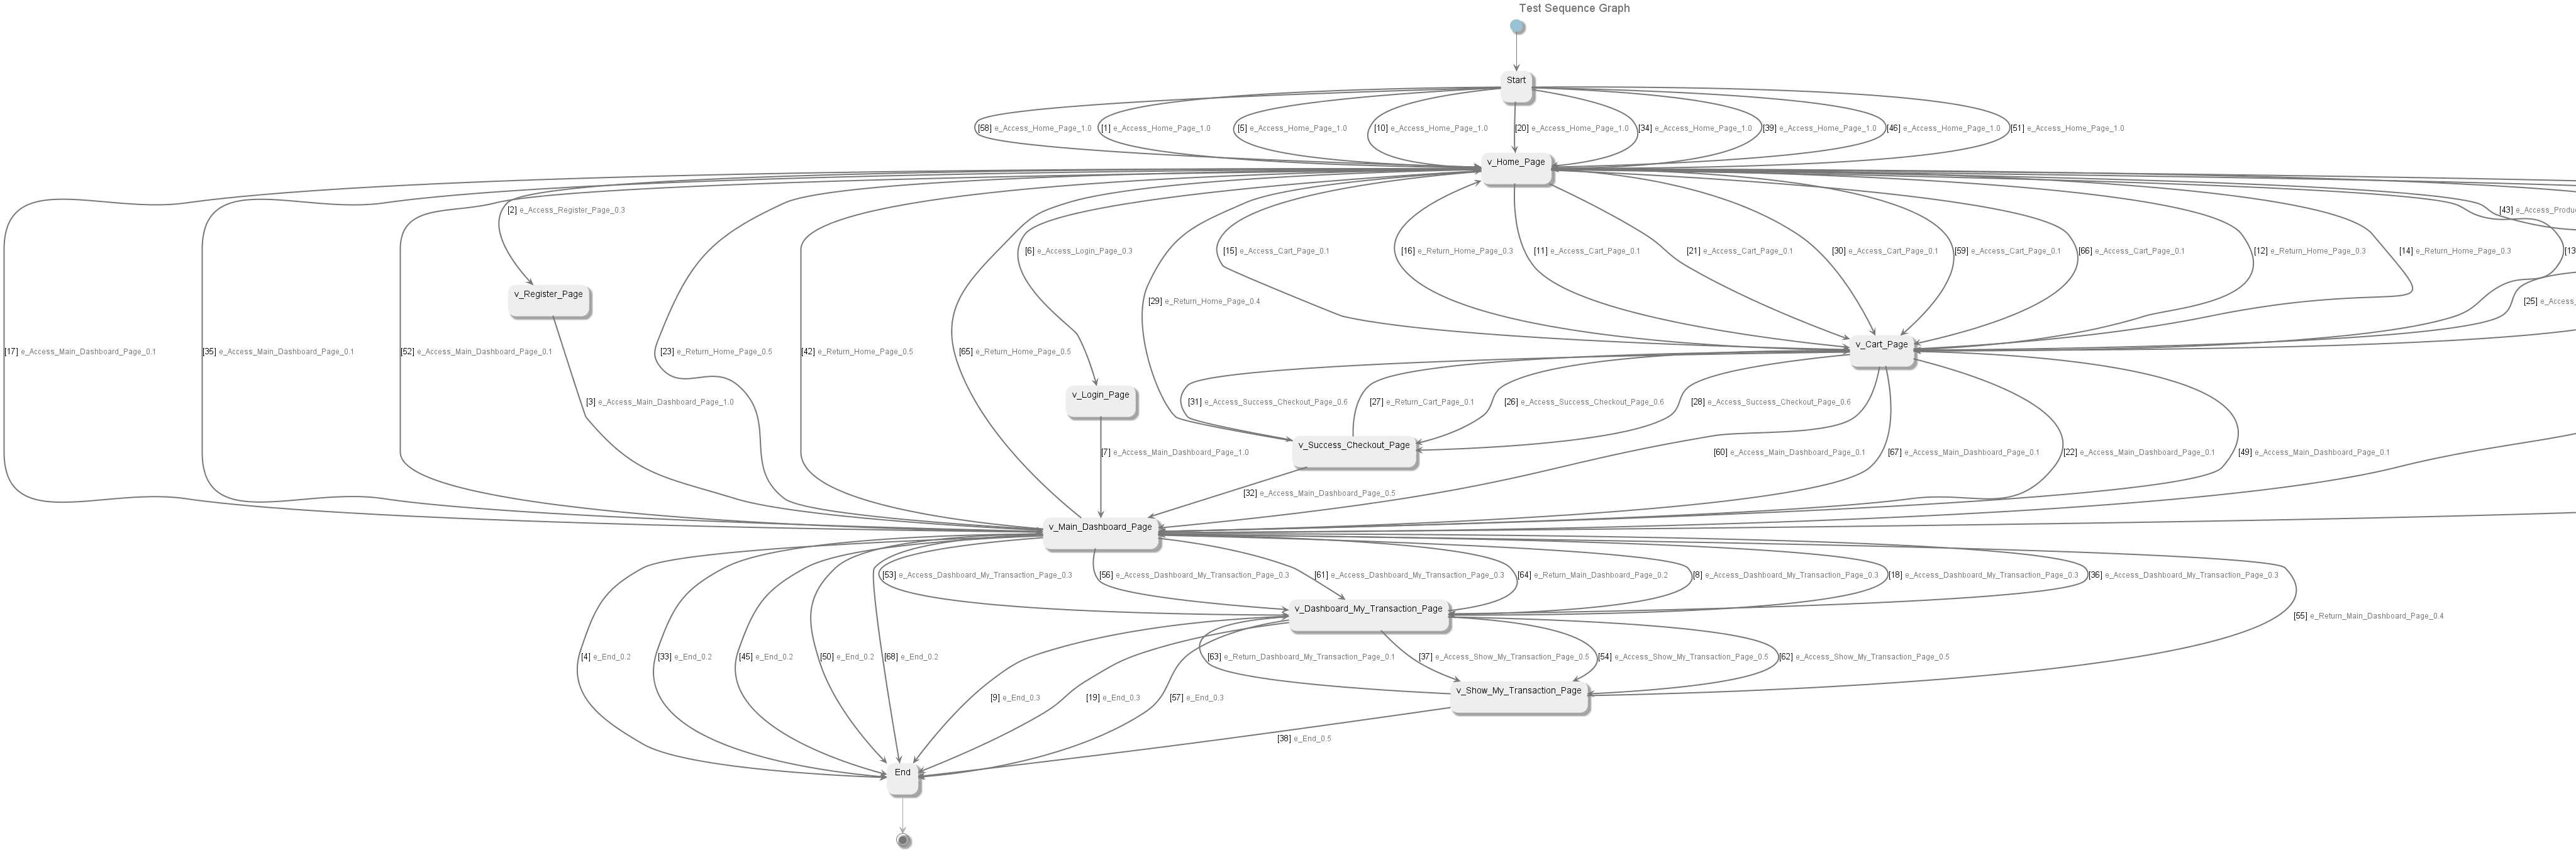 Test Sequence Graph
Start
[58] e_Access_Home_Page_1.0
[1] e_Access_Home_Page_1.0
[5] e_Access_Home_Page_1.0
[10] e_Access_Home_Page_1.0
[20] e_Access_Home_Page_1.0
[34] e_Access_Home_Page_1.0
[39] e_Access_Home_Page_1.0
[46] e_Access_Home_Page_1.0
[51] e_Access_Home_Page_1.0
v_Home_Page
[2] e_Access_Register_Page_0.3
[43] e_Access_Produ
[6] e_Access_Login_Page_0.3
[15] e_Access_Cart_Page_0.1
[16] e_Return_Home_Page_0.3
[11] e_Access_Cart_Page_0.1
[21] e_Access_Cart_Page_0.1
[30] e_Access_Cart_Page_0.1
[59] e_Access_Cart_Page_0.1
[66] e_Access_Cart_Page_0.1
[12] e_Return_Home_Page_0.3
[14] e_Return_Home_Page_0.3
[13]
v_Register_Page
[29] e_Return_Home_Page_0.4
[25] e_Access_
v_Cart_Page
[17] e_Access_Main_Dashboard_Page_0.1
[35] e_Access_Main_Dashboard_Page_0.1
[52] e_Access_Main_Dashboard_Page_0.1
[23] e_Return_Home_Page_0.5
[42] e_Return_Home_Page_0.5
[65] e_Return_Home_Page_0.5
v_Login_Page
[3] e_Access_Main_Dashboard_Page_1.0
[31] e_Access_Success_Checkout_Page_0.6
[27] e_Return_Cart_Page_0.1
[26] e_Access_Success_Checkout_Page_0.6
[28] e_Access_Success_Checkout_Page_0.6
v_Success_Checkout_Page
[7] e_Access_Main_Dashboard_Page_1.0
[60] e_Access_Main_Dashboard_Page_0.1
[67] e_Access_Main_Dashboard_Page_0.1
[22] e_Access_Main_Dashboard_Page_0.1
[49] e_Access_Main_Dashboard_Page_0.1
[32] e_Access_Main_Dashboard_Page_0.5
v_Main_Dashboard_Page
[53] e_Access_Dashboard_My_Transaction_Page_0.3
[56] e_Access_Dashboard_My_Transaction_Page_0.3
[61] e_Access_Dashboard_My_Transaction_Page_0.3
[64] e_Return_Main_Dashboard_Page_0.2
[8] e_Access_Dashboard_My_Transaction_Page_0.3
[18] e_Access_Dashboard_My_Transaction_Page_0.3
[36] e_Access_Dashboard_My_Transaction_Page_0.3
v_Dashboard_My_Transaction_Page
[55] e_Return_Main_Dashboard_Page_0.4
[4] e_End_0.2
[33] e_End_0.2
[45] e_End_0.2
[50] e_End_0.2
[68] e_End_0.2
[63] e_Return_Dashboard_My_Transaction_Page_0.1
[37] e_Access_Show_My_Transaction_Page_0.5
[54] e_Access_Show_My_Transaction_Page_0.5
[62] e_Access_Show_My_Transaction_Page_0.5
[9] e_End_0.3
[19] e_End_0.3
[57] e_End_0.3
v_Show_My_Transaction_Page
[38] e_End_0.5
End